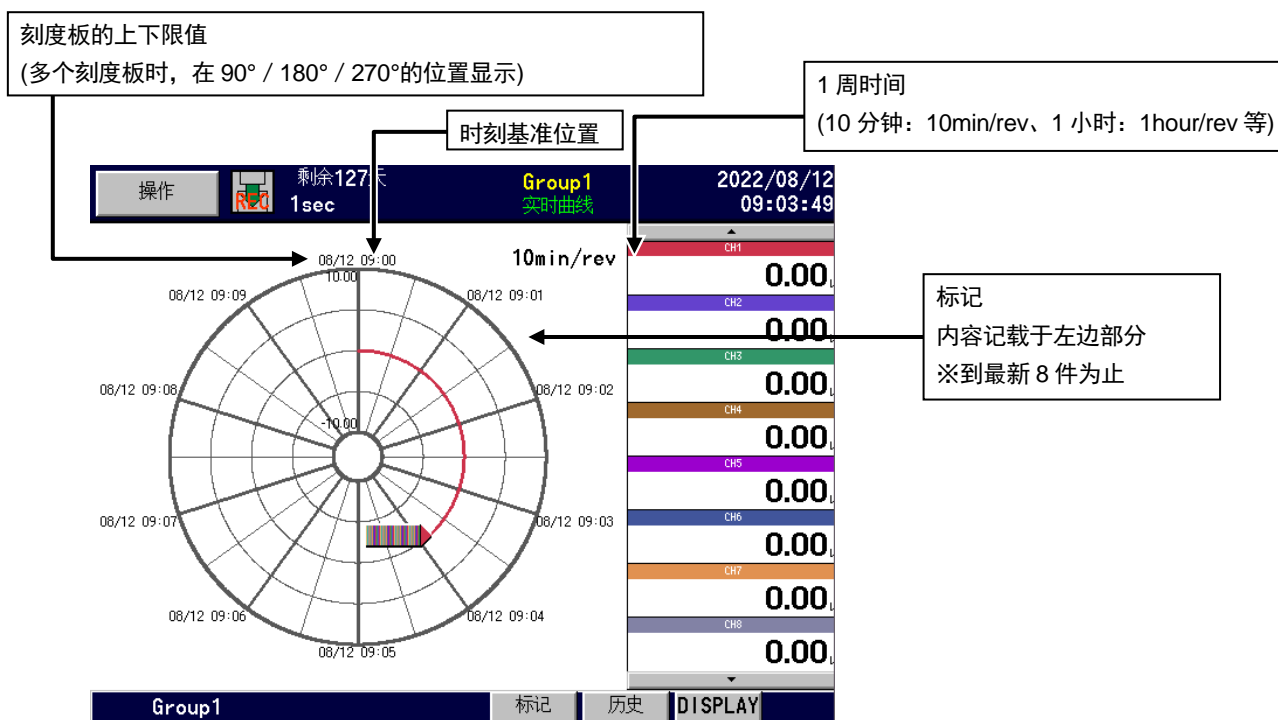 刻度板的上下限值
(多个刻度板时，在 90° / 180° / 270°的位置显示)
时刻基准位置
1 周时间
(10 分钟：10min/rev、1 小时：1hour/rev 等)
操作
REC
剩余127天
1sec
Group1
实时曲线
2022/08/12
09:03:49
10min/rev
08/12 09:00
10.00
08/12 09:09
08/12 09:01
08/12 09:08
08/12 09:02
-10.00
08/12 09:07
08/12 09:03
08/12 09:06
08/12 09:04
08/12 09:05
CH1
0.00
CH2
0.00
CH3
0.00
CH4
0.00
CH5
0.00
CH6
0.00
CH7
0.00
CH8
0.00
标记
内容记载于左边部分
※到最新 8 件为止
Group1
标记
历史
DISPLAY